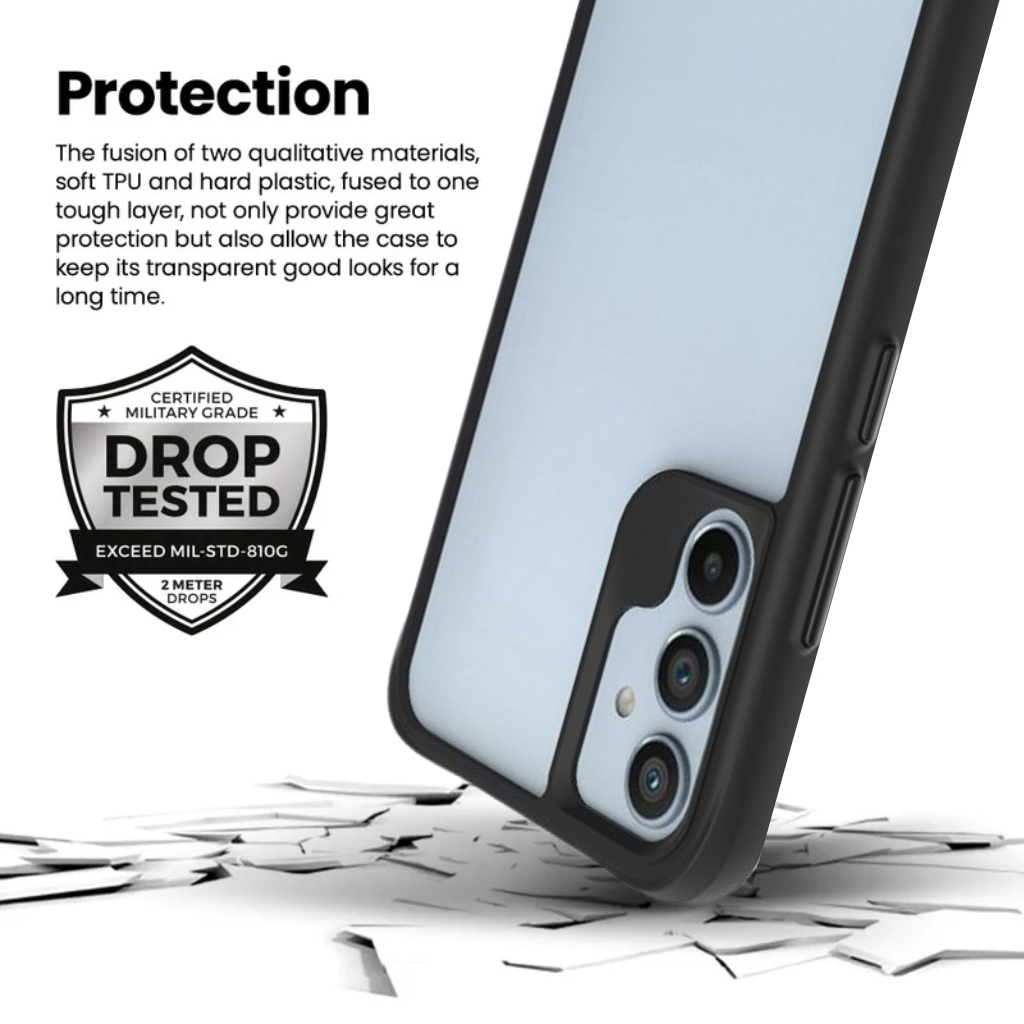 Protection
The fusion of two qualitative materials,
soft TPU and hard plastic, fused to one
tough layer, not only provide great
protection but also allow the case to
keep its transparent good looks for a
long time.
CERTIFIED
★ MILITARY GRADE ★
DROP
TESTED
EXCEED MIL-STD-810G
2 METER
DROPS